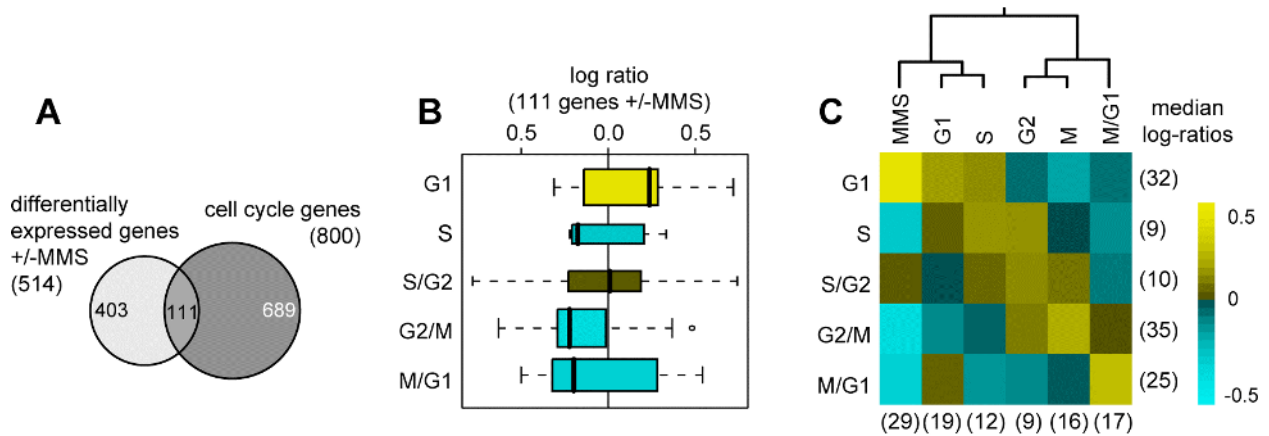 A
differentially
expressed genes
+/-MMS
(514)
cell cycle genes
(800)
403
111
689
B
log ratio
(111 genes +/-MMS)
0.5
0.0
0.5
G1
S
S/G2
G2/M
M/G1
C
MMS
G1
S
G2
M
M/G1
median
log-ratios
G1
(32)
S
(9)
S/G2
(10)
G2/M
(35)
M/G1
(25)
(29)
(19)
(12)
(9)
(16)
(17)
0.5
0
-0.5